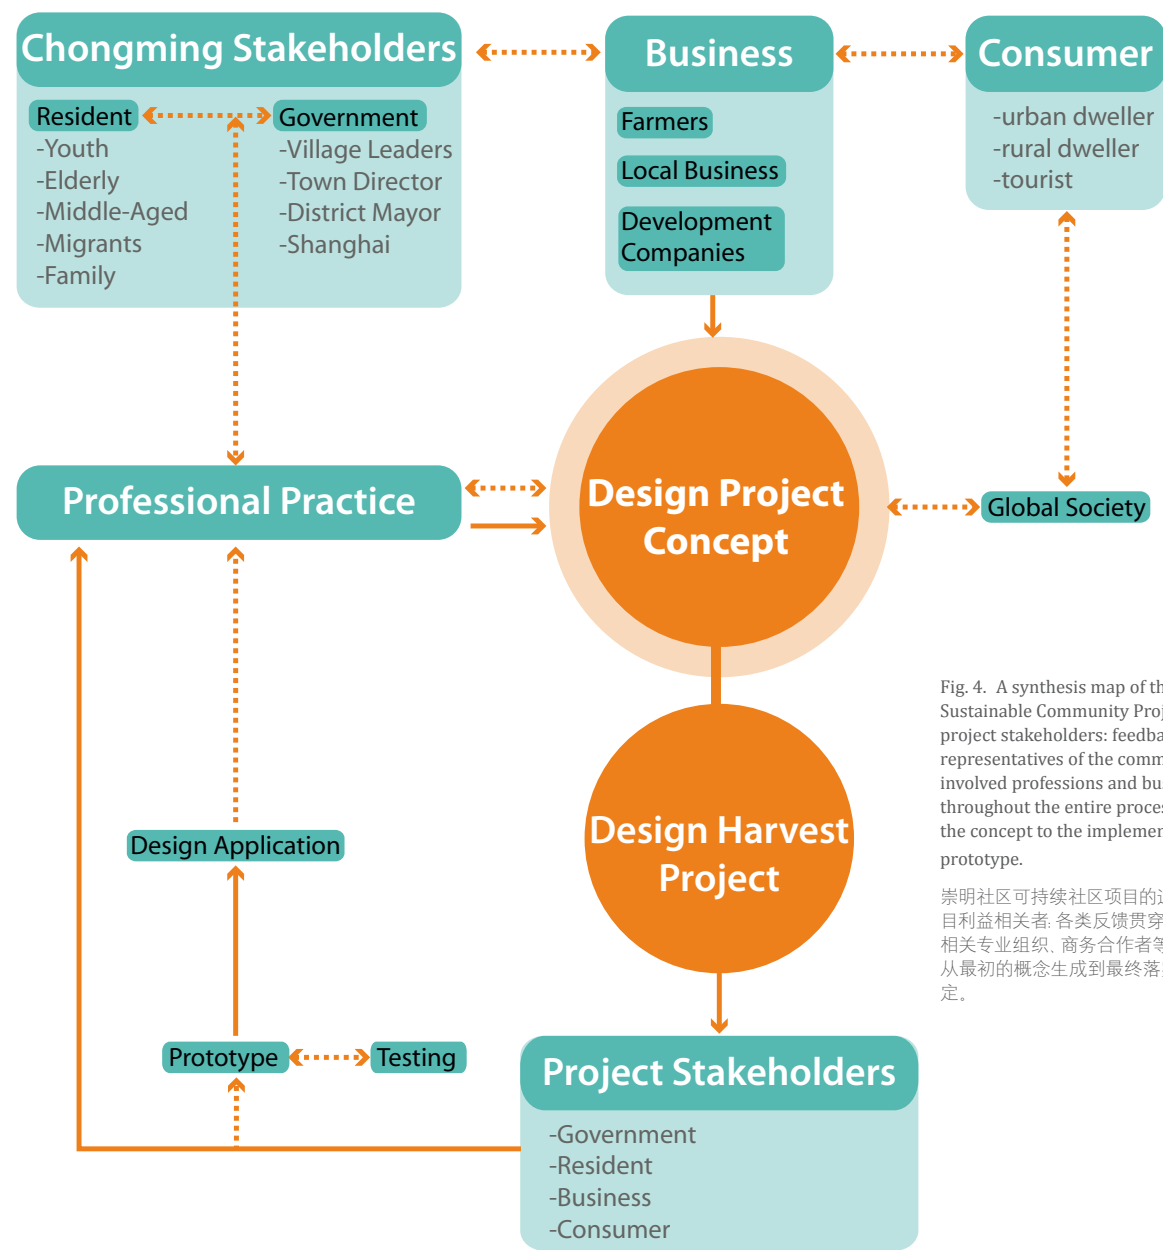 Chongming Stakeholders
Resident
-Youth
-Elderly
-Middle-Aged
-Migrants
-Family
Government
-Village Leaders
-Town Director
-District Mayor
-Shanghai
Business
Farmers
Local Business
Development
Companies
Consumer
-urban dweller
-rural dweller
-tourist
Professional Practice
Design Project
Concept
Global Society
Design Harvest
Project
Design Application
Prototype
Testing
Project Stakeholders
-Government
-Resident
-Business
-Consumer
Fig. 4. A synthesis map of th
Sustainable Community Proj
project stakeholders: feedba
representatives of the comm
involved professions and bu
throughout the entire proces
the concept to the implemen
prototype.
崇明社区可持续社区项目的
目利益相关者: 各类反馈贯穿
相关专业组织、商务合作者等
从最初的概念生成到最终落
定。